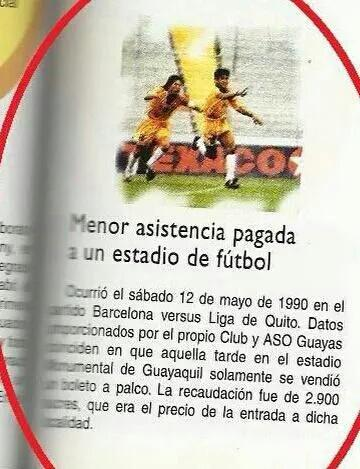 cial
TEXACO
Menor asistencia pagada
a un estadio de fútbol
Ocurrió el sábado 12 de mayo de 1990 en el
partido Barcelona versus Liga de Quito. Datos
proporcionados por el propio Club y ASO Guayas
coinciden en que aquella tarde en el estadio
Monumental de Guayaquil solamente se vendió
un boleto a palco. La recaudación fue de 2.900
sucres, que era el precio de la entrada a dicha
localidad.